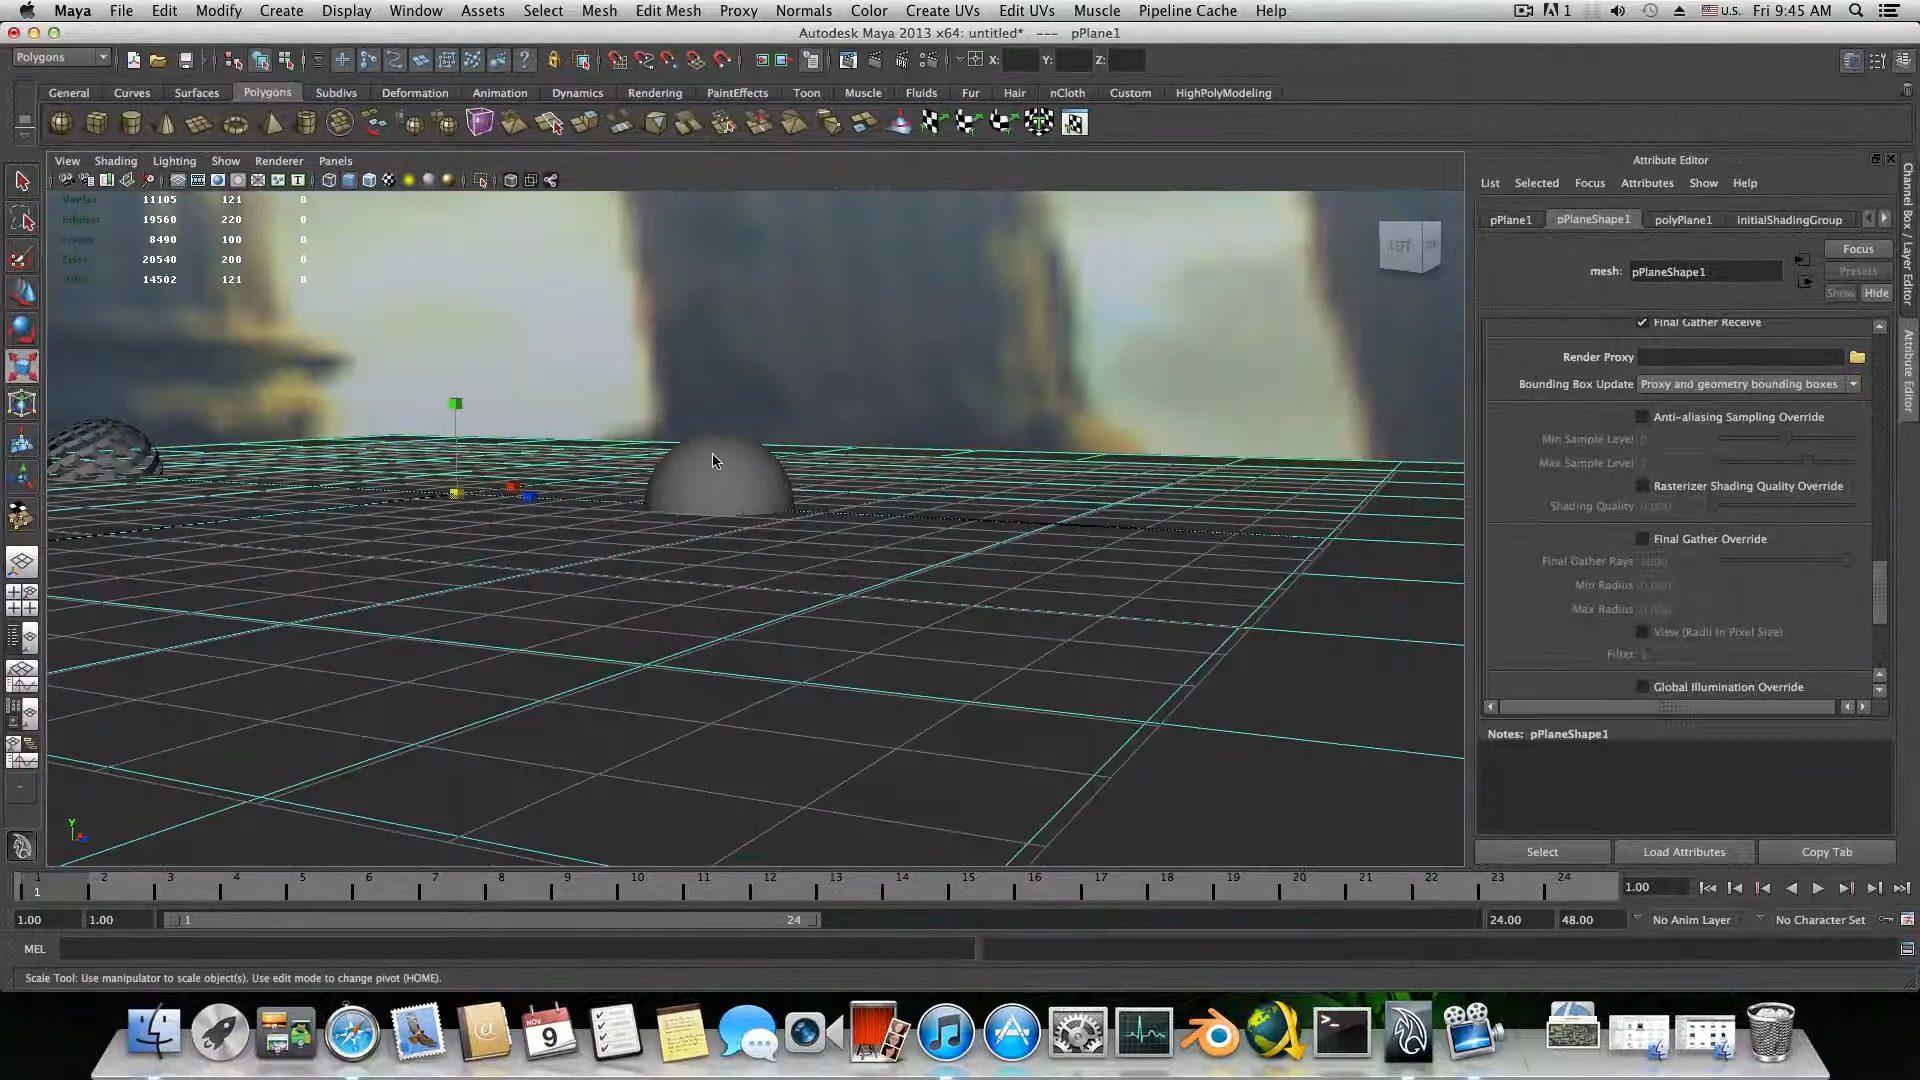 Maya File Edit Modify Create Display Window Assets Select Mesh Edit Mesh Proxy Normals Color Create UVs Edit UVs Muscle Pipeline Cache Help 1 U.S. Fri 9:45 AM
Autodesk Maya 2013 x64: untitled* --- pPlane1
Polygons X: Y: Z:
General Curves Surfaces Polygons Subdivs Deformation Animation Dynamics Rendering PaintEffects Toon Muscle Fluids Fur Hair nCloth Custom HighPolyModeling
View Shading Lighting Show Renderer Panels
Verts: 11105 121 0
Edges: 19560 220 0
Faces: 8490 100 0
Tris: 20540 200 0
UVs: 14502 121 0
LEFT
y
Attribute Editor
List Selected Focus Attributes Show Help
pPlane1 pPlaneShape1 polyPlane1 initialShadingGroup
Focus
mesh: pPlaneShape1
Presets
Show Hide
Final Gather Receive
Render Proxy
Bounding Box Update Proxy and geometry bounding boxes
Anti-aliasing Sampling Override
Min Sample Level 0
Max Sample Level
Rasterizer Shading Quality Override
Shading Quality 0.000
Final Gather Override
Final Gather Rays 1000
Min Radius 0.000
Max Radius 0.000
View (Radii In Pixel Size)
Filter
Global Illumination Override
Notes: pPlaneShape1
Select Load Attributes Copy Tab
Channel Box / Layer Editor
Attribute Editor
1 2 3 4 5 6 7 8 9 10 11 12 13 14 15 16 17 18 19 20 21 22 23 24
1 1.00
1.00 1.00 1 24 24.00 48.00 No Anim Layer No Character Set
MEL
Scale Tool: Use manipulator to scale object(s). Use edit mode to change pivot (HOME).
NOV
9